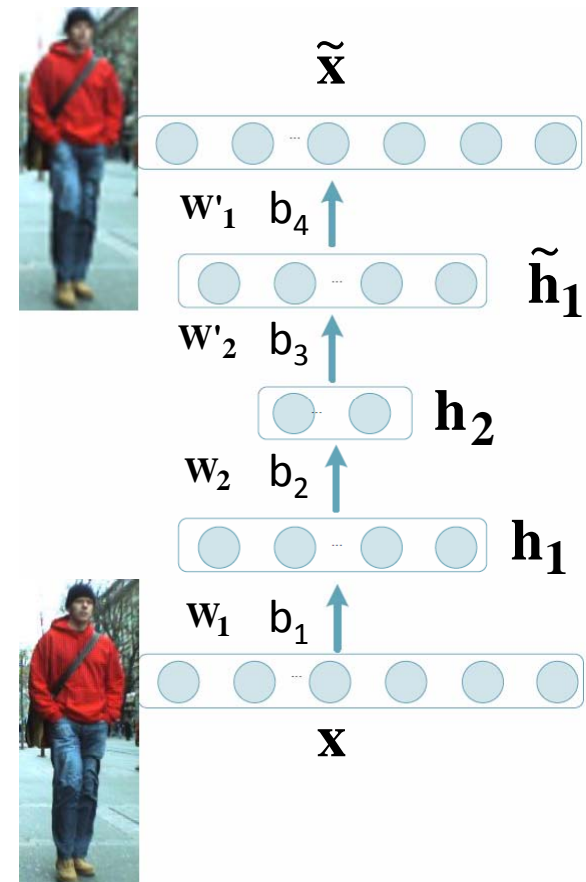 x̃
...
W'₁ b₄
h̃₁
...
W'₂ b₃
h₂
...
W₂ b₂
h₁
...
W₁ b₁
...
x